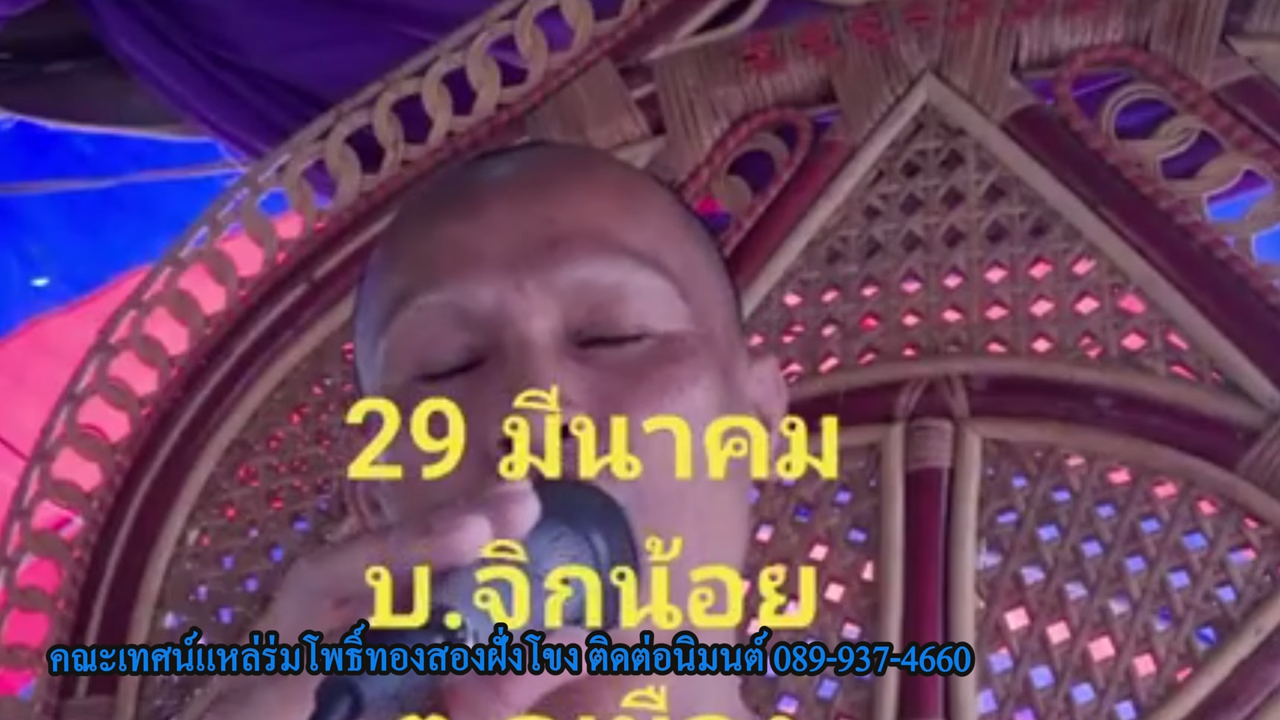 29 มีนาคม
บ.จิกน้อย
คณะเทศน์แหล่ร่มโพธิ์ทองสองฝั่งโขง ติดต่อนิมนต์ 089-937-4660